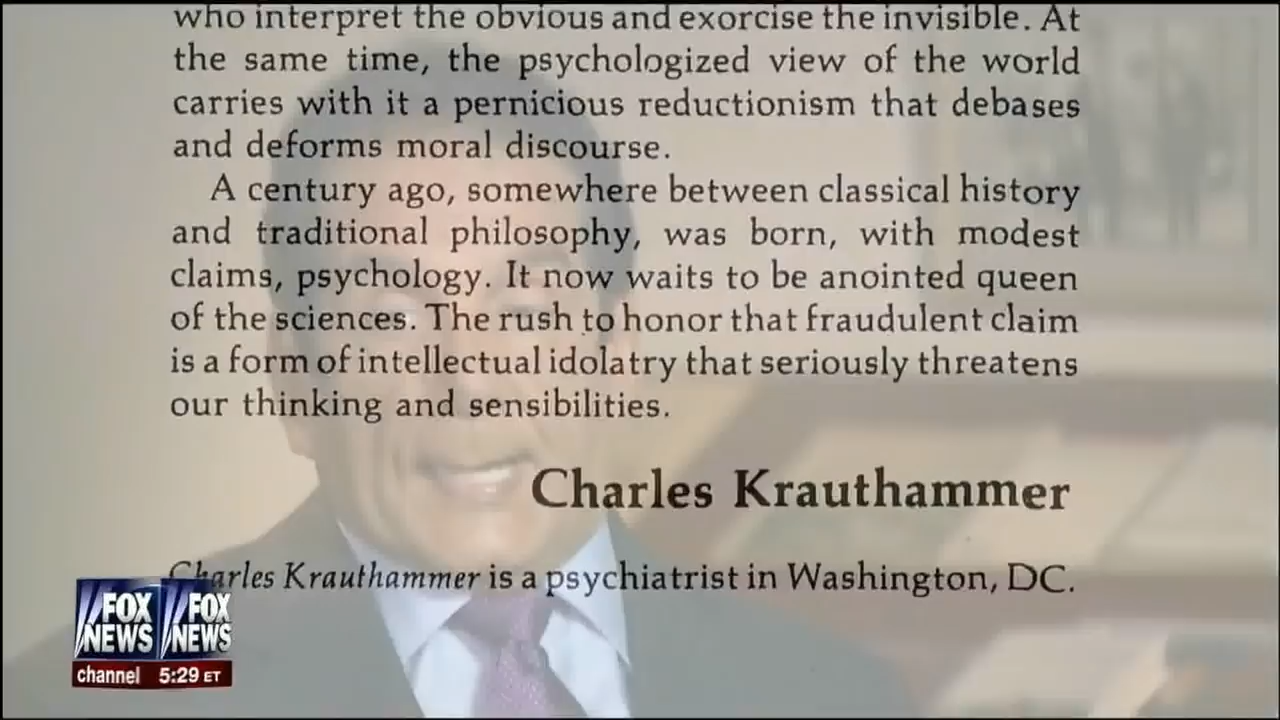 who interpret the obvious and exorcise the invisible. At
the same time, the psychologized view of the world
carries with it a pernicious reductionism that debases
and deforms moral discourse.
A century ago, somewhere between classical history
and traditional philosophy, was born, with modest
claims, psychology. It now waits to be anointed queen
of the sciences. The rush to honor that fraudulent claim
is a form of intellectual idolatry that seriously threatens
our thinking and sensibilities.
Charles Krauthammer
Charles Krauthammer is a psychiatrist in Washington, DC.
FOX FOX
NEWS NEWS
channel 5:29 ET